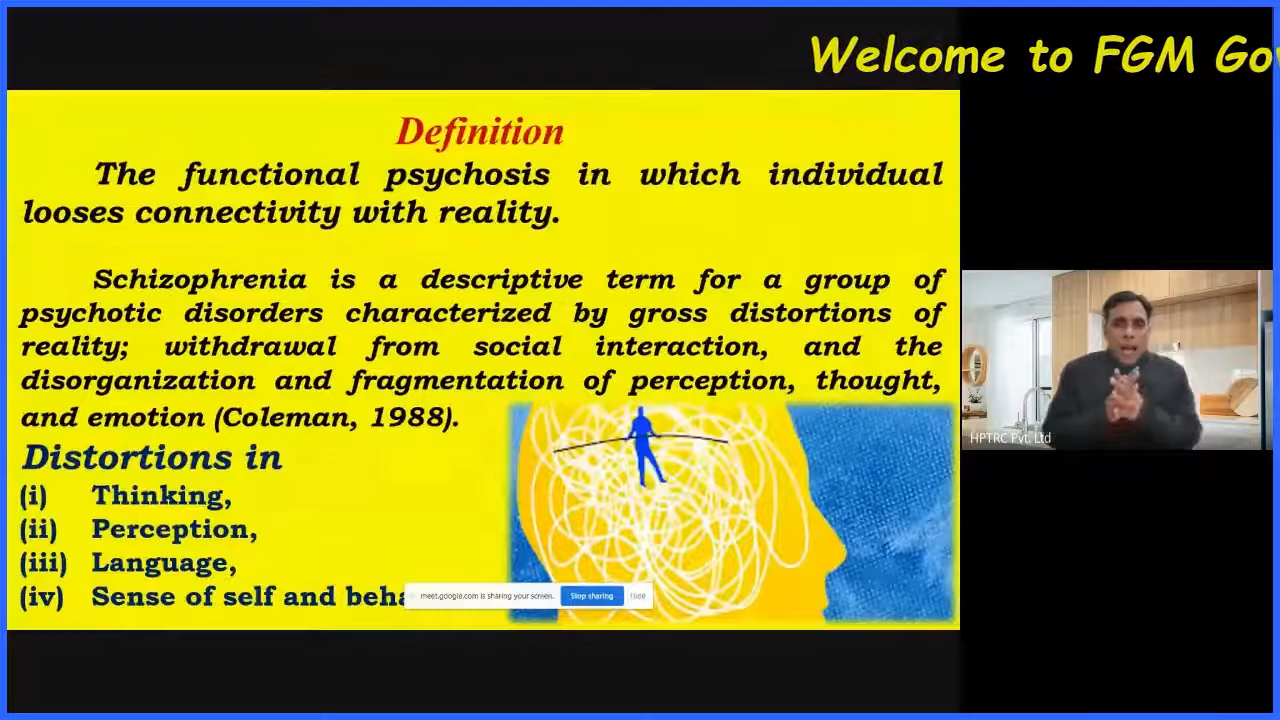 Welcome to FGM
Definition
The functional psychosis in which individual
looses connectivity with reality.
Schizophrenia is a descriptive term for a group of
psychotic disorders characterized by gross distortions of
reality; withdrawal from social interaction, and the
disorganization and fragmentation of perception, thought,
and emotion (Coleman, 1988).
Distortions in
(i) Thinking,
(ii) Perception,
(iii) Language,
(iv) Sense of self and
meet.google.com is sharing your screen. Stop sharing Hide
HPTRC Pvt. Ltd